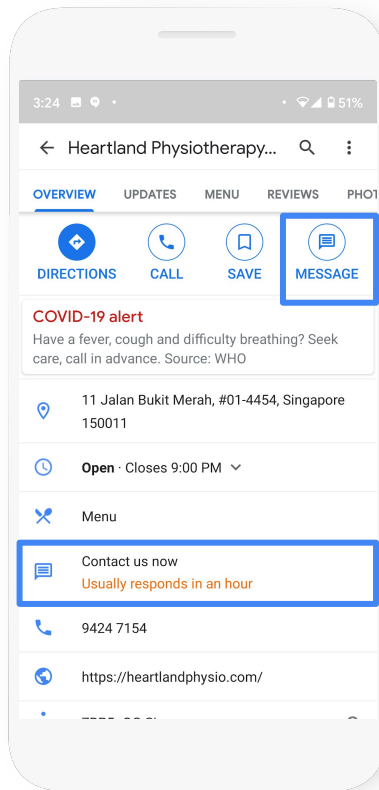 3:24
51%
Heartland Physiotherapy...
OVERVIEW UPDATES MENU REVIEWS PHOT
DIRECTIONS CALL SAVE MESSAGE
COVID-19 alert
Have a fever, cough and difficulty breathing? Seek
care, call in advance. Source: WHO
11 Jalan Bukit Merah, #01-4454, Singapore
150011
Open · Closes 9:00 PM
Menu
Contact us now
Usually responds in an hour
9424 7154
https://heartlandphysio.com/